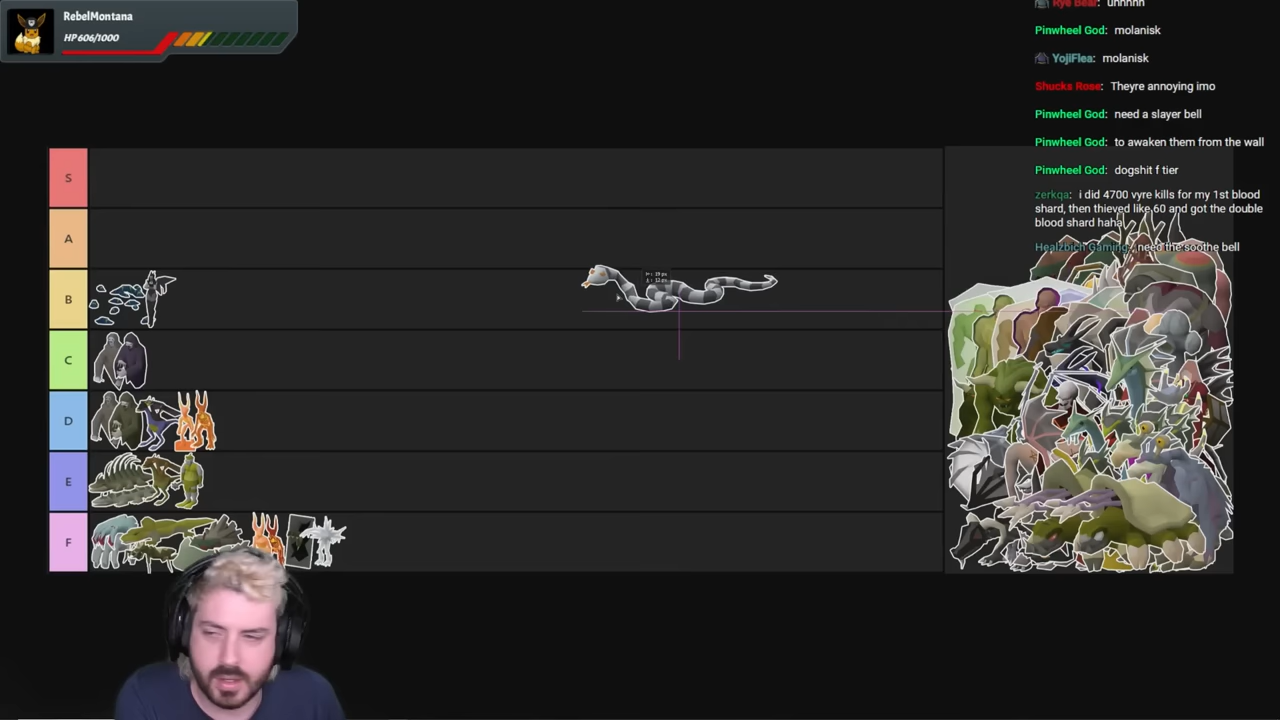 RebelMontana
HP 606/1000
Rye Bear: uhhhhh
Pinwheel God: molanisk
YojiFlea: molanisk
Shucks Rose: Theyre annoying imo
Pinwheel God: need a slayer bell
Pinwheel God: to awaken them from the wall
Pinwheel God: dogshit f tier
zerkqa: i did 4700 vyre kills for my 1st blood
shard, then thieved like 60 and got the double
blood shard haha
Healzbich Gaming: need the soothe bell
S
A
B
C
D
E
F